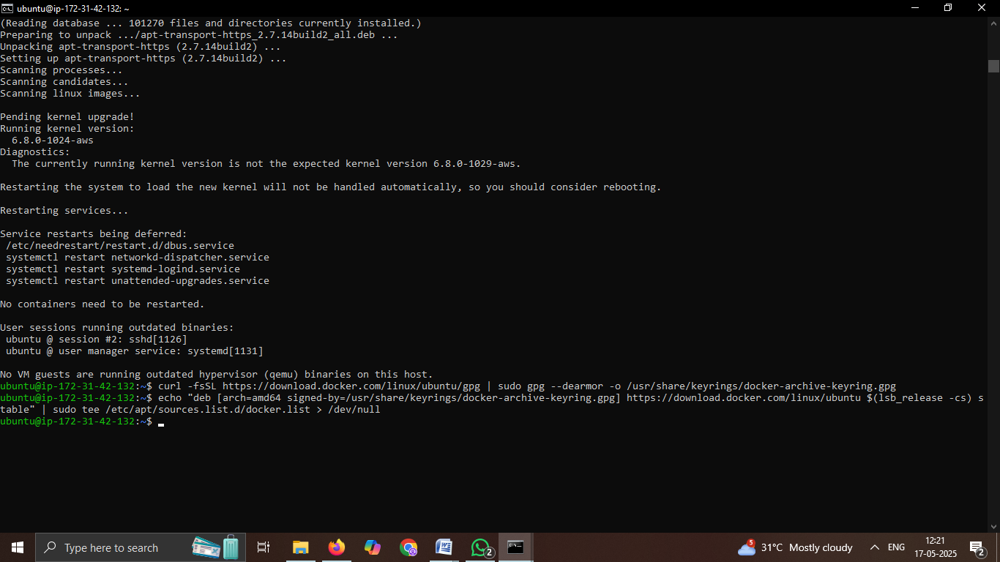 ubuntu@ip-172-31-42-132: ~
(Reading database ... 101270 files and directories currently installed.)
Preparing to unpack .../apt-transport-https_2.7.14build2_all.deb ...
Unpacking apt-transport-https (2.7.14build2) ...
Setting up apt-transport-https (2.7.14build2) ...
Scanning processes...
Scanning candidates...
Scanning linux images...
Pending kernel upgrade!
Running kernel version:
  6.8.0-1024-aws
Diagnostics:
  The currently running kernel version is not the expected kernel version 6.8.0-1029-aws.
Restarting the system to load the new kernel will not be handled automatically, so you should consider rebooting.
Restarting services...
Service restarts being deferred:
 /etc/needrestart/restart.d/dbus.service
 systemctl restart networkd-dispatcher.service
 systemctl restart systemd-logind.service
 systemctl restart unattended-upgrades.service
No containers need to be restarted.
User sessions running outdated binaries:
 ubuntu @ session #2: sshd[1126]
 ubuntu @ user manager service: systemd[1131]
No VM guests are running outdated hypervisor (qemu) binaries on this host.
ubuntu@ip-172-31-42-132:~$ curl -fsSL https://download.docker.com/linux/ubuntu/gpg | sudo gpg --dearmor -o /usr/share/keyrings/docker-archive-keyring.gpg
ubuntu@ip-172-31-42-132:~$ echo "deb [arch=amd64 signed-by=/usr/share/keyrings/docker-archive-keyring.gpg] https://download.docker.com/linux/ubuntu $(lsb_release -cs) s
table" | sudo tee /etc/apt/sources.list.d/docker.list > /dev/null
ubuntu@ip-172-31-42-132:~$
Type here to search
2
5
31°C Mostly cloudy
ENG
12:21
17-05-2025
2